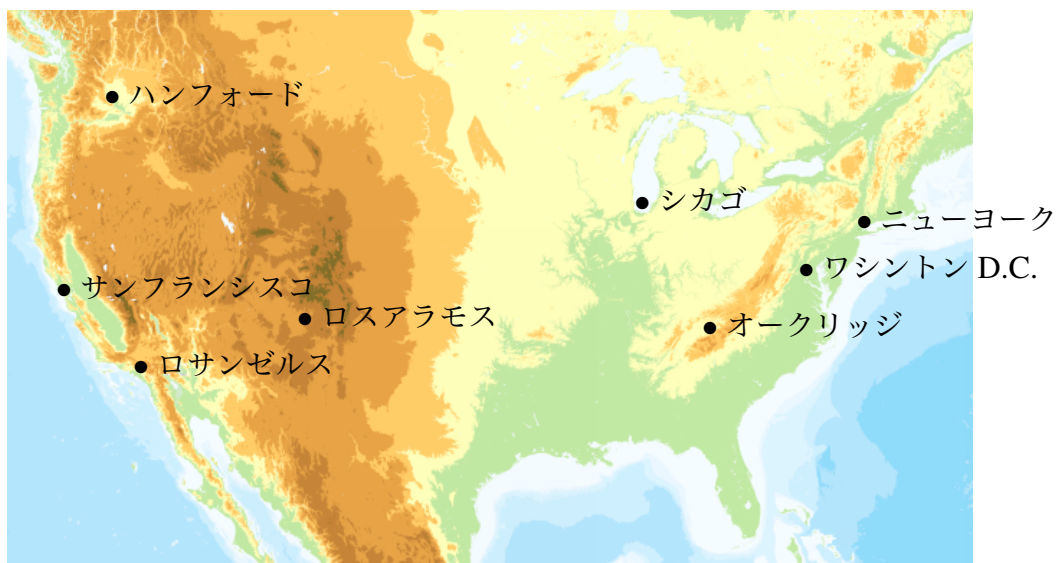 ハンフォード
シカゴ
ニューヨーク
ワシントン D.C.
サンフランシスコ
ロスアラモス
オークリッジ
ロサンゼルス